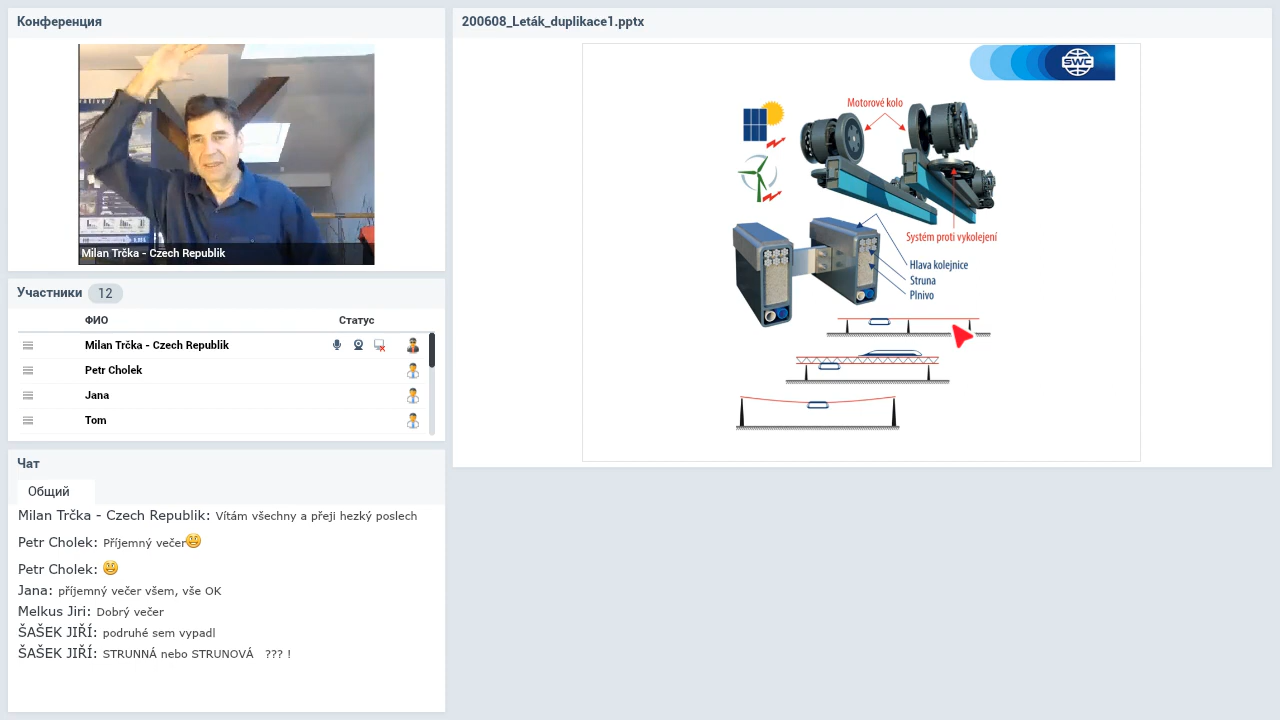 Конференция
Milan Trčka - Czech Republik
Участники 12
ФИО Статус
Milan Trčka - Czech Republik
Petr Cholek
Jana
Tom
Чат
Общий
Milan Trčka - Czech Republik: Vítám všechny a přeji hezký poslech
Petr Cholek: Příjemný večer
Petr Cholek:
Jana: příjemný večer všem, vše OK
Melkus Jiri: Dobrý večer
ŠAŠEK JIŘÍ: podruhé sem vypadl
ŠAŠEK JIŘÍ: STRUNNÁ nebo STRUNOVÁ ??? !
200608_Leták_duplikace1.pptx
SWC
Motorové kolo
Systém proti vykolejení
Hlava kolejnice
Struna
Plnivo